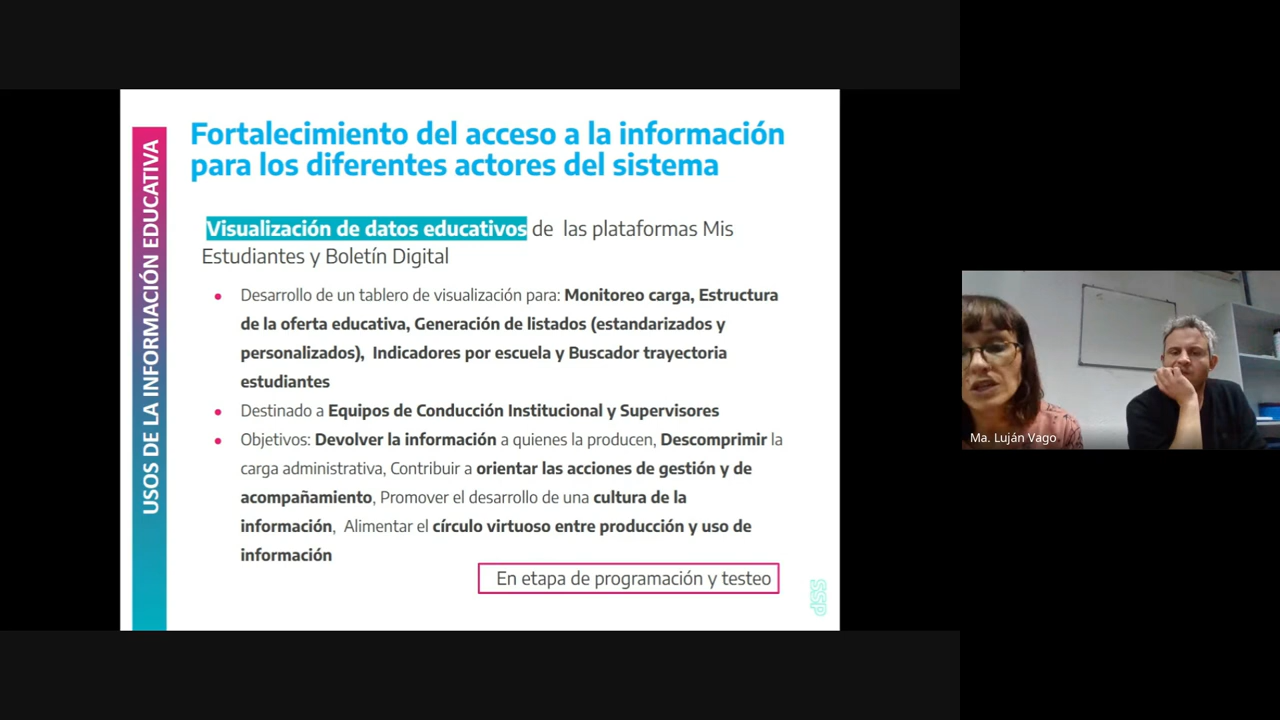 USOS DE LA INFORMACIÓN EDUCATIVA
Fortalecimiento del acceso a la información
para los diferentes actores del sistema
Visualización de datos educativos de las plataformas Mis
Estudiantes y Boletín Digital
• Desarrollo de un tablero de visualización para: Monitoreo carga, Estructura
de la oferta educativa, Generación de listados (estandarizados y
personalizados), Indicadores por escuela y Buscador trayectoria
estudiantes
• Destinado a Equipos de Conducción Institucional y Supervisores
• Objetivos: Devolver la información a quienes la producen, Descomprimir la
carga administrativa, Contribuir a orientar las acciones de gestión y de
acompañamiento, Promover el desarrollo de una cultura de la
información, Alimentar el círculo virtuoso entre producción y uso de
información
En etapa de programación y testeo
Ma. Luján Vago